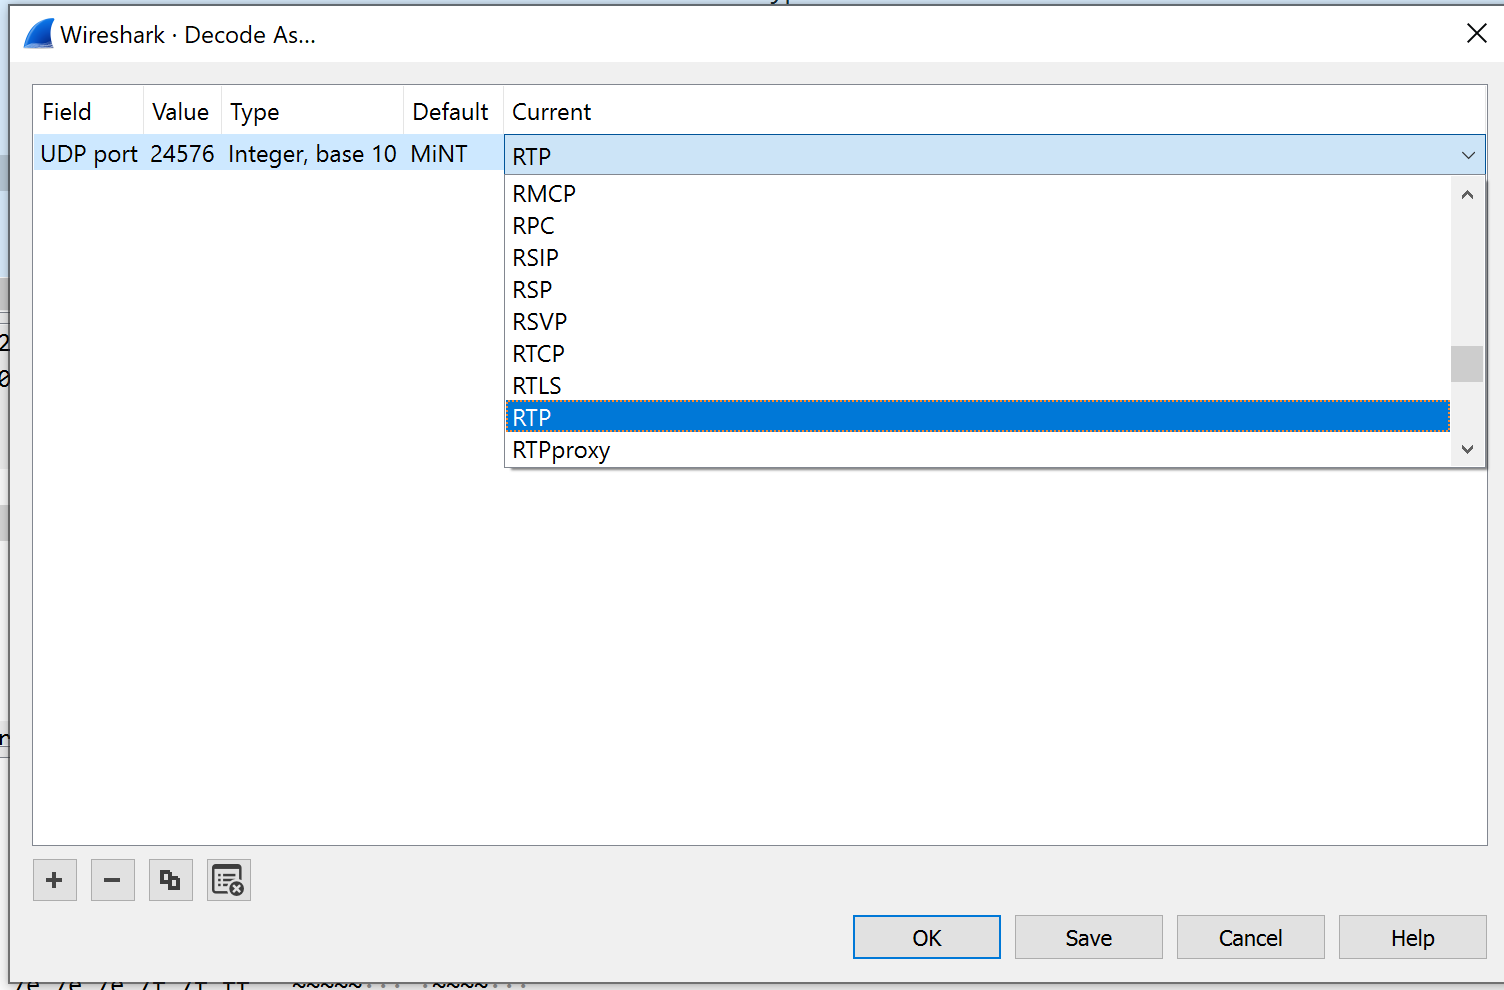 Wireshark · Decode As...
Field Value Type Default Current
UDP port 24576 Integer, base 10 MiNT RTP
RMCP
RPC
RSIP
RSP
RSVP
RTCP
RTLS
RTP
RTPproxy
OK Save Cancel Help